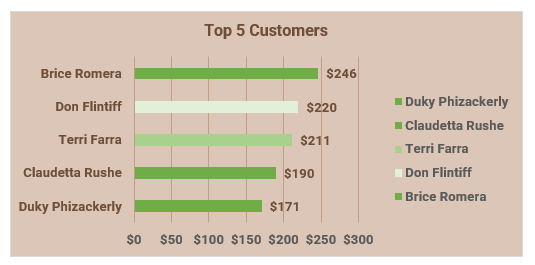 Top 5 Customers
Brice Romera $246
Don Flintiff $220
Terri Farra $211
Claudetta Rushe $190
Duky Phizackerly $171
$0 $50 $100 $150 $200 $250 $300
Duky Phizackerly
Claudetta Rushe
Terri Farra
Don Flintiff
Brice Romera